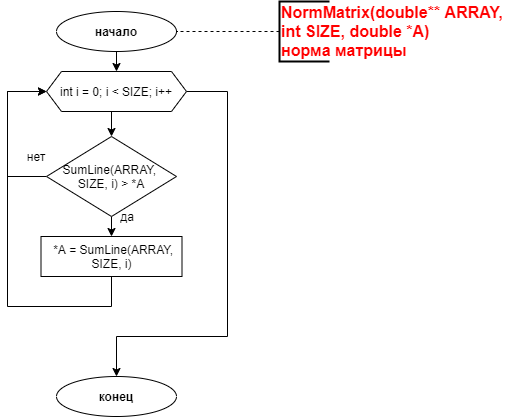 начало
NormMatrix(double** ARRAY,
int SIZE, double *A)
норма матрицы
int i = 0; i < SIZE; i++
нет
SumLine(ARRAY,
SIZE, i) > *A
да
*A = SumLine(ARRAY,
SIZE, i)
конец